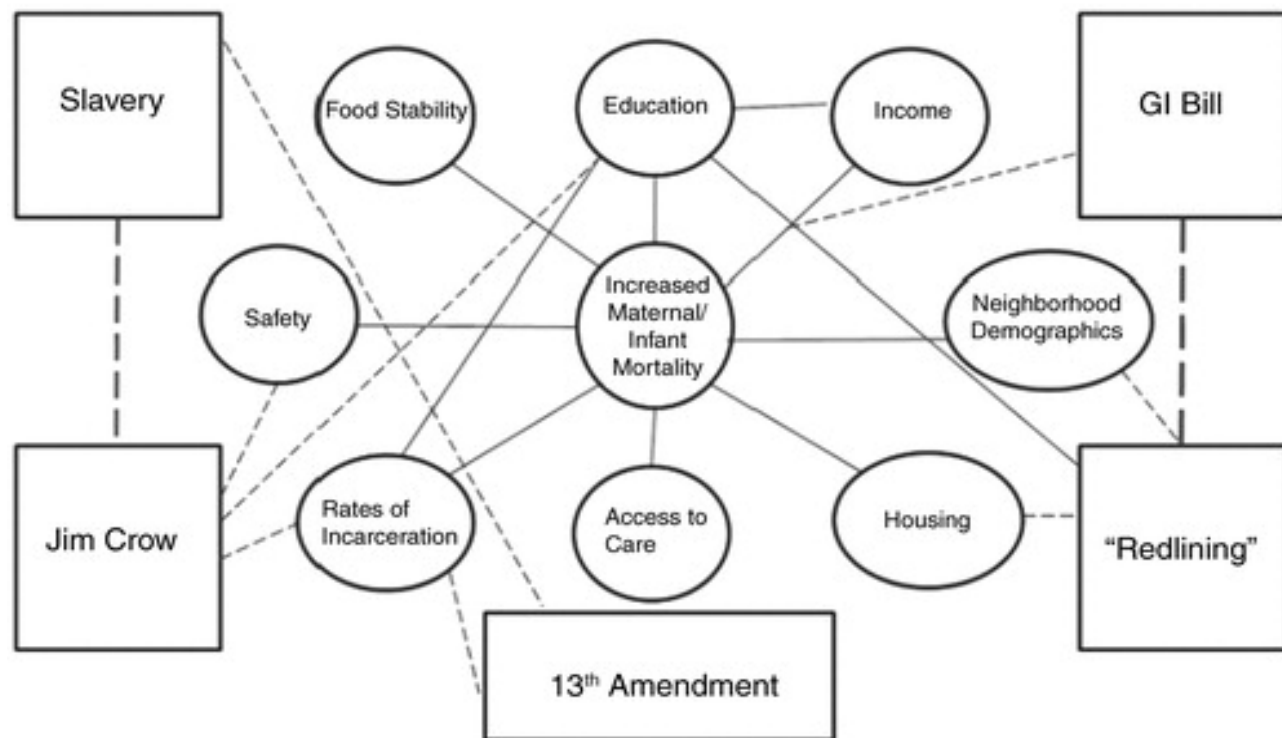 Slavery
Food Stability
Education
Income
GI Bill
Safety
Increased
Maternal/
Infant
Mortality
Neighborhood
Demographics
Jim Crow
Rates of
Incarceration
Access to
Care
Housing
“Redlining”
13th Amendment